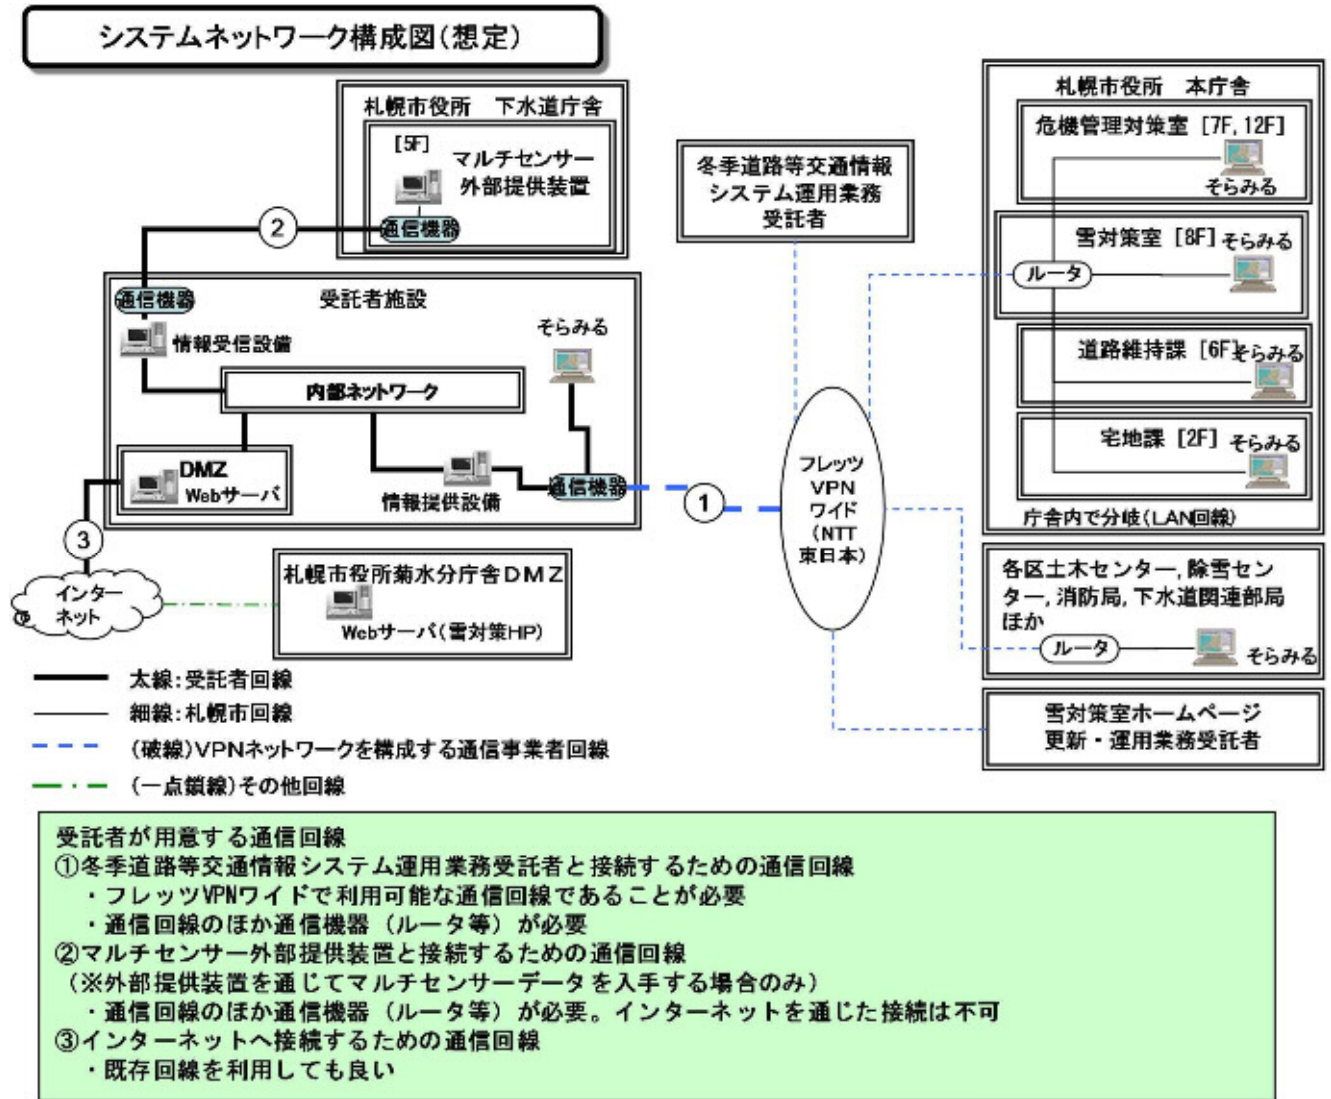 システムネットワーク構成図(想定)
札幌市役所 下水道庁舎
[5F]
マルチセンサー
外部提供装置
通信機器
②
受託者施設
通信機器
情報受信設備
そらみる
内部ネットワーク
DMZ
Webサーバ
情報提供設備
通信機器
①
③
インター
ネット
札幌市役所菊水分庁舎DMZ
Webサーバ(雪対策HP)
冬季道路等交通情報
システム運用業務
受託者
フレッツ
VPN
ワイド
(NTT
東日本)
札幌市役所 本庁舎
危機管理対策室 [7F,12F]
そらみる
雪対策室 [8F] そらみる
ルータ
道路維持課 [6F]そらみる
宅地課 [2F] そらみる
庁舎内で分岐(LAN回線)
各区土木センター,除雪セン
ター,消防局,下水道関連部局
ほか
ルータ
そらみる
雪対策室ホームページ
更新・運用業務受託者
太線:受託者回線
細線:札幌市回線
(破線)VPNネットワークを構成する通信事業者回線
(一点鎖線)その他回線
受託者が用意する通信回線
①冬季道路等交通情報システム運用業務受託者と接続するための通信回線
・フレッツVPNワイドで利用可能な通信回線であることが必要
・通信回線のほか通信機器(ルータ等)が必要
②マルチセンサー外部提供装置と接続するための通信回線
(※外部提供装置を通じてマルチセンサーデータを入手する場合のみ)
・通信回線のほか通信機器(ルータ等)が必要。インターネットを通じた接続は不可
③インターネットへ接続するための通信回線
・既存回線を利用しても良い